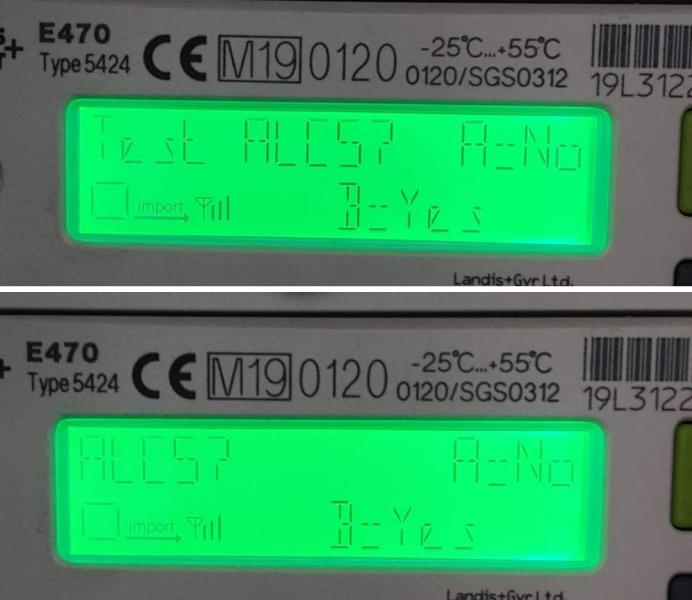 E470
Type 5424
CE M19 0120
-25℃...+55℃
0120/SGS0312
Test ALCS? A=No
import B=Yes
Landis+Gyr Ltd.
E470
Type 5424
CE M19 0120
-25℃...+55℃
0120/SGS0312
19L3122
ALCS? A=No
import B=Yes
Landis+Gyr Ltd.